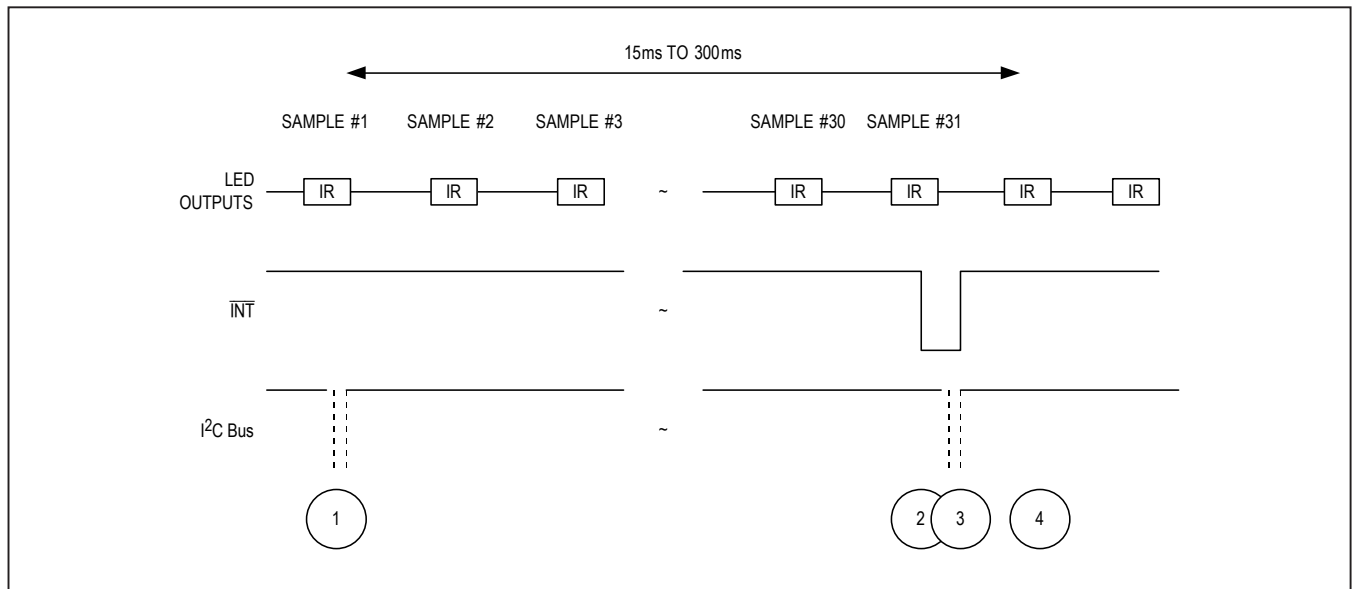 15ms TO 300ms
SAMPLE #1 SAMPLE #2 SAMPLE #3 SAMPLE #30 SAMPLE #31
LED
OUTPUTS
IR IR IR ~ IR IR IR IR
INT ~
I2C Bus ~
1 2 3 4